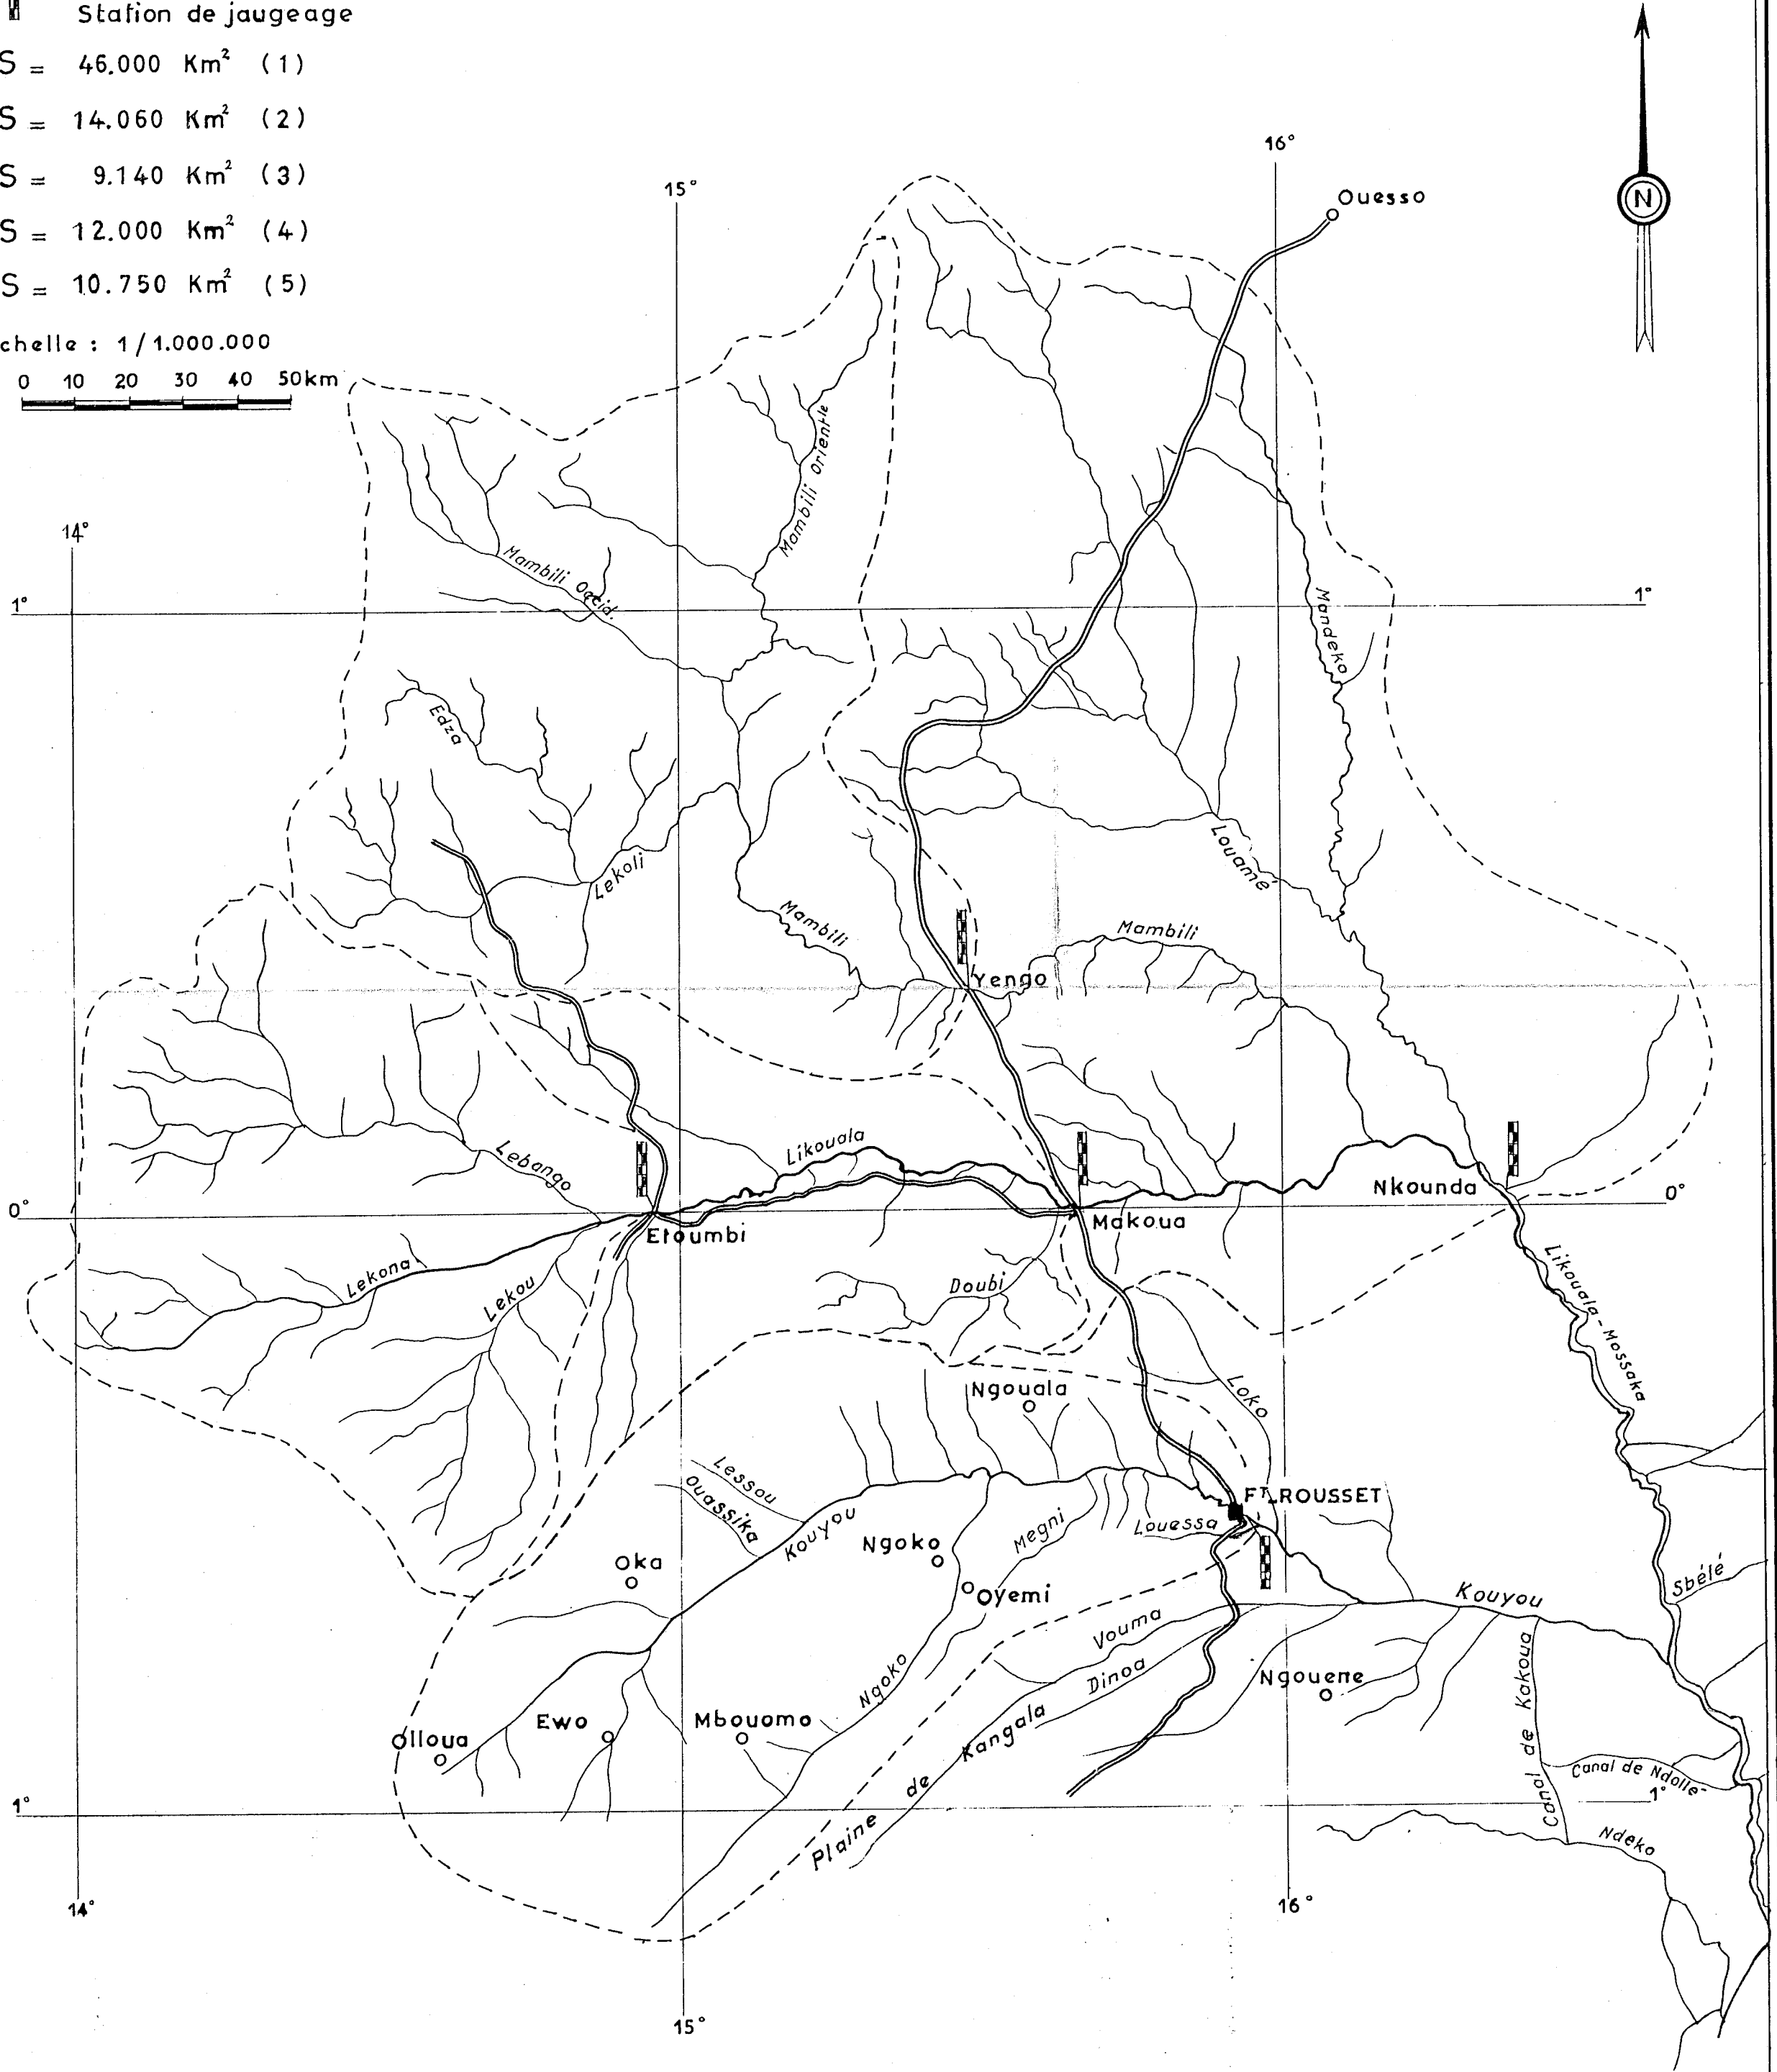 Station de jaugeage
S = 46.000 Km² (1)
S = 14.060 Km² (2)
S = 9.140 Km² (3)
S = 12.000 Km² (4)
S = 10.750 Km² (5)
chelle : 1/1.000.000
0 10 20 30 40 50km
N
16°
15°
Ouesso
14°
Mambili Orientle
Mambili Occid.
1°
1°
Mandeko
Edza
Lekoli
Louamé
Mambili
Mambili
Yengo
Likouala
Lebango
Nkounda
0°
0°
Etoumbi
Makoua
Lekona
Lekou
Doubi
Likouala-Mossaka
Loko
Ngouala
Lessou
Ouassika
Kouyou
Ft ROUSSET
Louessa
Megni
Ngoko
Oka
Oyemi
Kouyou
Sbélé
Vouma
Dinoa
Ngoko
Ngouene
Olloua
Ewo
Mbouomo
Plaine de Kangala
Canal de Kakoua
Canal de Ndolle
1°
1°
Ndeko
14°
16°
15°